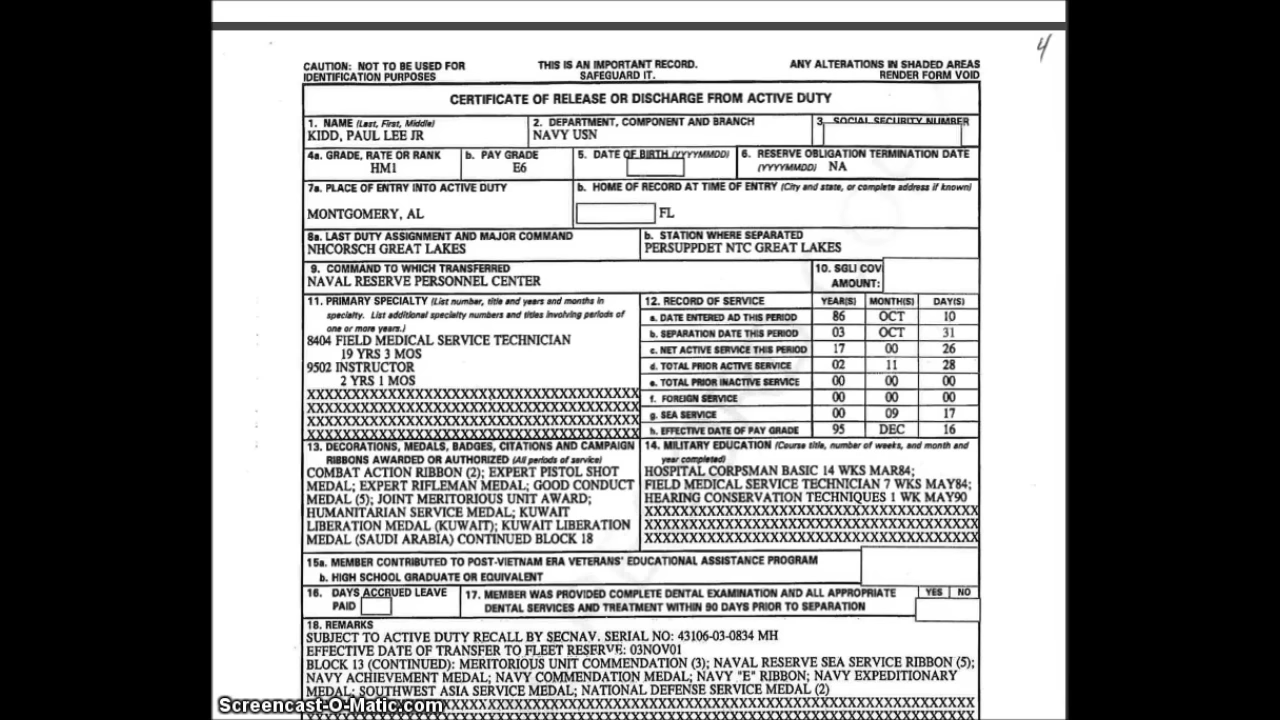 4
CAUTION: NOT TO BE USED FOR IDENTIFICATION PURPOSES
THIS IS AN IMPORTANT RECORD. SAFEGUARD IT.
ANY ALTERATIONS IN SHADED AREAS RENDER FORM VOID
CERTIFICATE OF RELEASE OR DISCHARGE FROM ACTIVE DUTY
1. NAME (Last, First, Middle)
KIDD, PAUL LEE JR
2. DEPARTMENT, COMPONENT AND BRANCH
NAVY USN
3. SOCIAL SECURITY NUMBER
4a. GRADE, RATE OR RANK
HM1
b. PAY GRADE
E6
5. DATE OF BIRTH (YYYYMMDD)
6. RESERVE OBLIGATION TERMINATION DATE
(YYYYMMDD) NA
7a. PLACE OF ENTRY INTO ACTIVE DUTY
MONTGOMERY, AL
b. HOME OF RECORD AT TIME OF ENTRY (City and state, or complete address if known)
FL
8a. LAST DUTY ASSIGNMENT AND MAJOR COMMAND
NHCORSCH GREAT LAKES
b. STATION WHERE SEPARATED
PERSUPPDET NTC GREAT LAKES
9. COMMAND TO WHICH TRANSFERRED
NAVAL RESERVE PERSONNEL CENTER
10. SGLI COV
AMOUNT:
11. PRIMARY SPECIALTY (List number, title and years and months in
specialty. List additional specialty numbers and titles involving periods of
one or more years.)
8404 FIELD MEDICAL SERVICE TECHNICIAN
19 YRS 3 MOS
9502 INSTRUCTOR
2 YRS 1 MOS
XXXXXXXXXXXXXXXXXXXXXXXXXXXXXXXXXXX
XXXXXXXXXXXXXXXXXXXXXXXXXXXXXXXXXXX
XXXXXXXXXXXXXXXXXXXXXXXXXXXXXXXXXXX
XXXXXXXXXXXXXXXXXXXXXXXXXXXXXXXXXXX
12. RECORD OF SERVICE YEAR(S) MONTH(S) DAY(S)
a. DATE ENTERED AD THIS PERIOD 86 OCT 10
b. SEPARATION DATE THIS PERIOD 03 OCT 31
c. NET ACTIVE SERVICE THIS PERIOD 17 00 26
d. TOTAL PRIOR ACTIVE SERVICE 02 11 28
e. TOTAL PRIOR INACTIVE SERVICE 00 00 00
f. FOREIGN SERVICE 00 00 00
g. SEA SERVICE 00 09 17
h. EFFECTIVE DATE OF PAY GRADE 95 DEC 16
13. DECORATIONS, MEDALS, BADGES, CITATIONS AND CAMPAIGN
RIBBONS AWARDED OR AUTHORIZED (All periods of service)
COMBAT ACTION RIBBON (2); EXPERT PISTOL SHOT
MEDAL; EXPERT RIFLEMAN MEDAL; GOOD CONDUCT
MEDAL (5); JOINT MERITORIOUS UNIT AWARD;
HUMANITARIAN SERVICE MEDAL; KUWAIT
LIBERATION MEDAL (KUWAIT); KUWAIT LIBERATION
MEDAL (SAUDI ARABIA) CONTINUED BLOCK 18
14. MILITARY EDUCATION (Course title, number of weeks, and month and
year completed)
HOSPITAL CORPSMAN BASIC 14 WKS MAR84;
FIELD MEDICAL SERVICE TECHNICIAN 7 WKS MAY84;
HEARING CONSERVATION TECHNIQUES 1 WK MAY90
XXXXXXXXXXXXXXXXXXXXXXXXXXXXXXXXXXX
XXXXXXXXXXXXXXXXXXXXXXXXXXXXXXXXXXX
XXXXXXXXXXXXXXXXXXXXXXXXXXXXXXXXXXX
15a. MEMBER CONTRIBUTED TO POST-VIETNAM ERA VETERANS' EDUCATIONAL ASSISTANCE PROGRAM
b. HIGH SCHOOL GRADUATE OR EQUIVALENT
16. DAYS ACCRUED LEAVE
PAID
17. MEMBER WAS PROVIDED COMPLETE DENTAL EXAMINATION AND ALL APPROPRIATE
DENTAL SERVICES AND TREATMENT WITHIN 90 DAYS PRIOR TO SEPARATION
YES NO
18. REMARKS
SUBJECT TO ACTIVE DUTY RECALL BY SECNAV. SERIAL NO: 43106-03-0834 MH
EFFECTIVE DATE OF TRANSFER TO FLEET RESERVE: 03NOV01
BLOCK 13 (CONTINUED): MERITORIOUS UNIT COMMENDATION (3); NAVAL RESERVE SEA SERVICE RIBBON (5);
NAVY ACHIEVEMENT MEDAL; NAVY COMMENDATION MEDAL; NAVY "E" RIBBON; NAVY EXPEDITIONARY
MEDAL; SOUTHWEST ASIA SERVICE MEDAL; NATIONAL DEFENSE SERVICE MEDAL (2)
Screencast-O-Matic.com